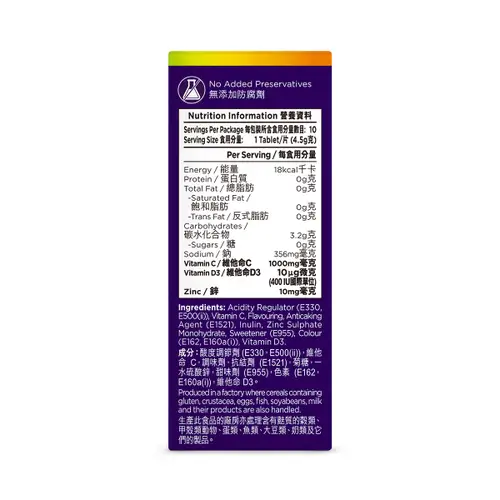 No Added Preservatives
無添加防腐劑
Nutrition Information 營養資料
Servings Per Package 每包裝所含食用分量數目: 10
Serving Size 食用分量: 1 Tablet/片 (4.5g克)
Per Serving / 每食用分量
Energy / 能量 18kcal千卡
Protein / 蛋白質 0g克
Total Fat / 總脂肪 0g克
-Saturated Fat /
飽和脂肪 0g克
-Trans Fat / 反式脂肪 0g克
Carbohydrates /
碳水化合物 3.2g克
-Sugars / 糖 0g克
Sodium / 鈉 356mg毫克
Vitamin C / 維他命C 1000mg毫克
Vitamin D3 / 維他命D3 10µg微克
(400 IU國際單位)
Zinc / 鋅 10mg毫克
Ingredients: Acidity Regulator (E330,
E500(ii)), Vitamin C, Flavouring, Anticaking
Agent (E1521), Inulin, Zinc Sulphate
Monohydrate, Sweetener (E955), Colour
(E162, E160a(i)), Vitamin D3.
成分: 酸度調節劑 (E330，E500(ii))，維他
命 C，調味劑，抗結劑 (E1521)，菊糖，一
水硫酸鋅，甜味劑 (E955)，色素 (E162，
E160a(i))，維他命 D3。
Produced in a factory where cereals containing
gluten, crustacea, eggs, fish, soyabeans, milk
and their products are also handled.
生產此食品的廠房亦處理含有麩質的穀類、
甲殼類動物、蛋類、魚類、大豆類、奶類及它
們的製品。